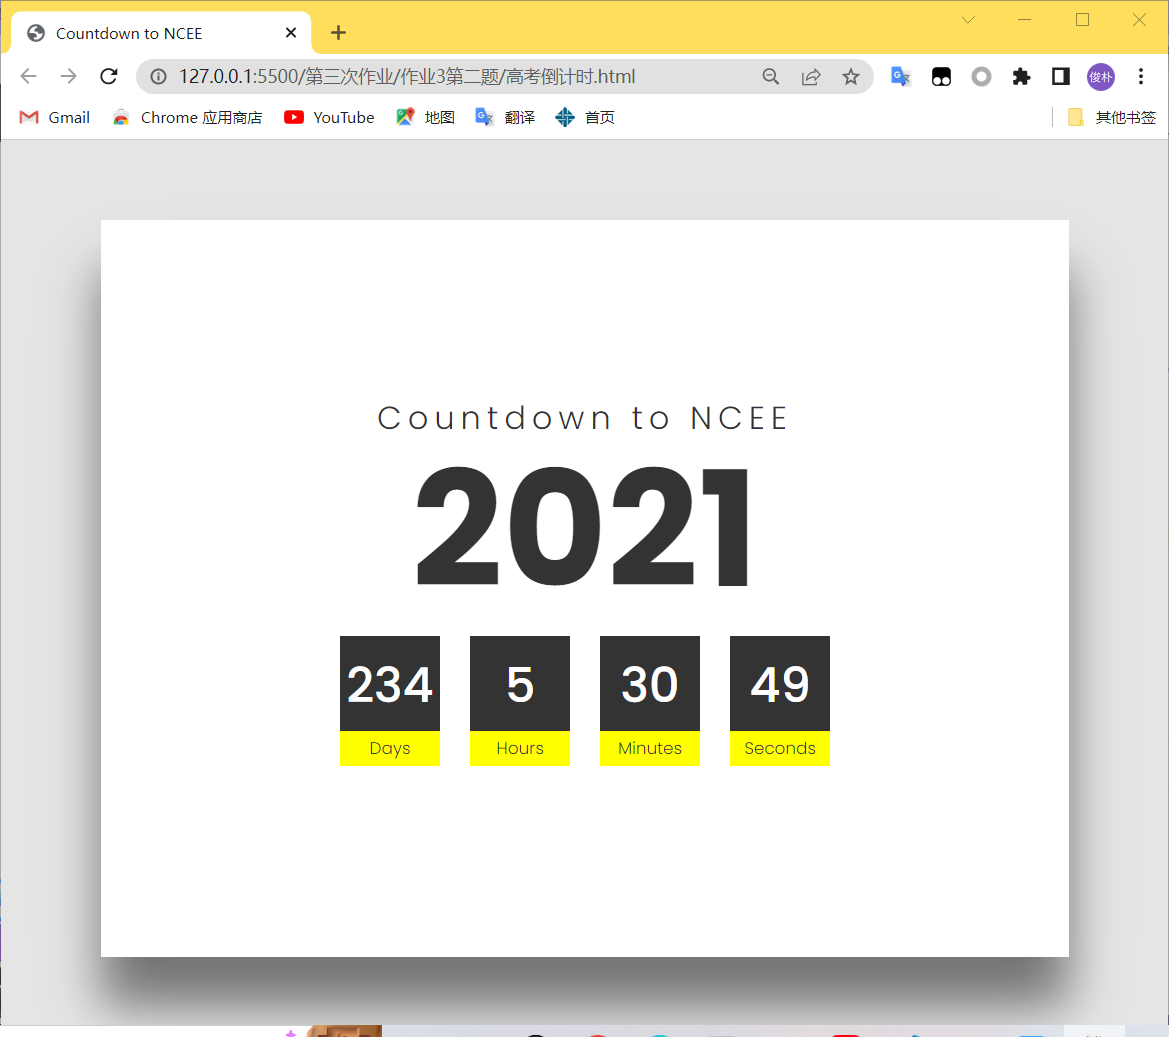 Countdown to NCEE
127.0.0.1:5500/第三次作业/作业3第二题/高考倒计时.html
俊朴
Gmail Chrome 应用商店 YouTube 地图 翻译 首页 其他书签
Countdown to NCEE
2021
234 5 30 49
Days Hours Minutes Seconds